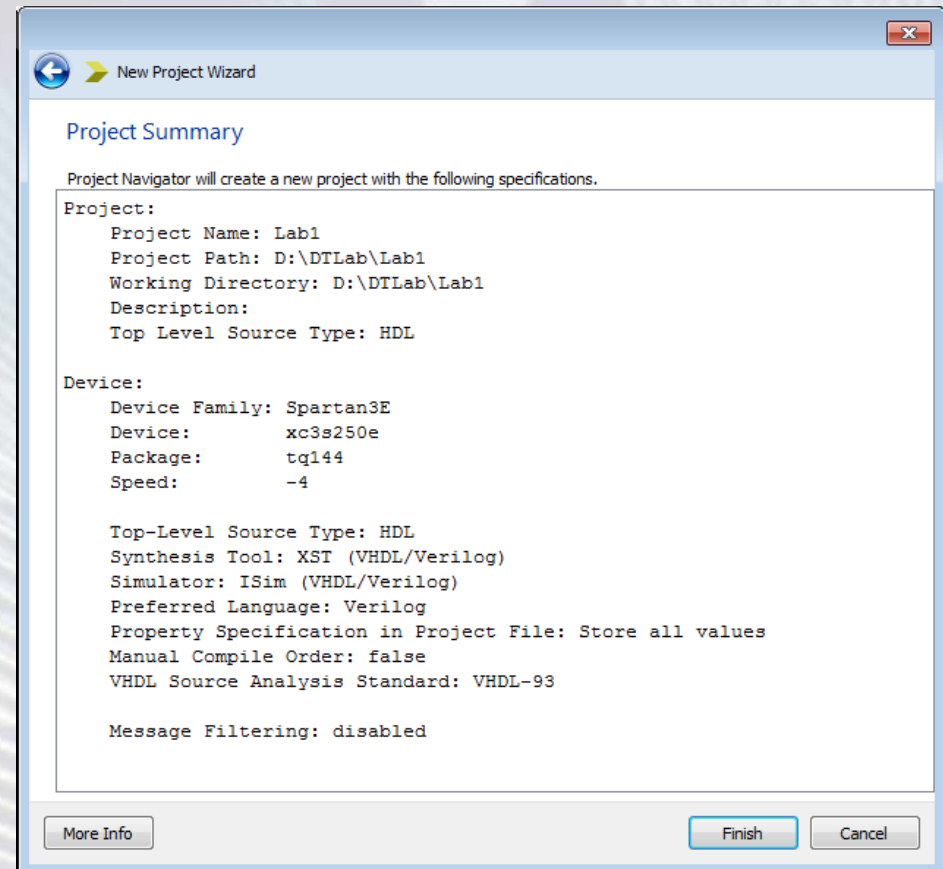 New Project Wizard
Project Summary
Project Navigator will create a new project with the following specifications.
Project:
Project Name: Lab1
Project Path: D:\DTLab\Lab1
Working Directory: D:\DTLab\Lab1
Description:
Top Level Source Type: HDL
Device:
Device Family: Spartan3E
Device: xc3s250e
Package: tq144
Speed: -4
Top-Level Source Type: HDL
Synthesis Tool: XST (VHDL/Verilog)
Simulator: ISim (VHDL/Verilog)
Preferred Language: Verilog
Property Specification in Project File: Store all values
Manual Compile Order: false
VHDL Source Analysis Standard: VHDL-93
Message Filtering: disabled
More Info Finish Cancel